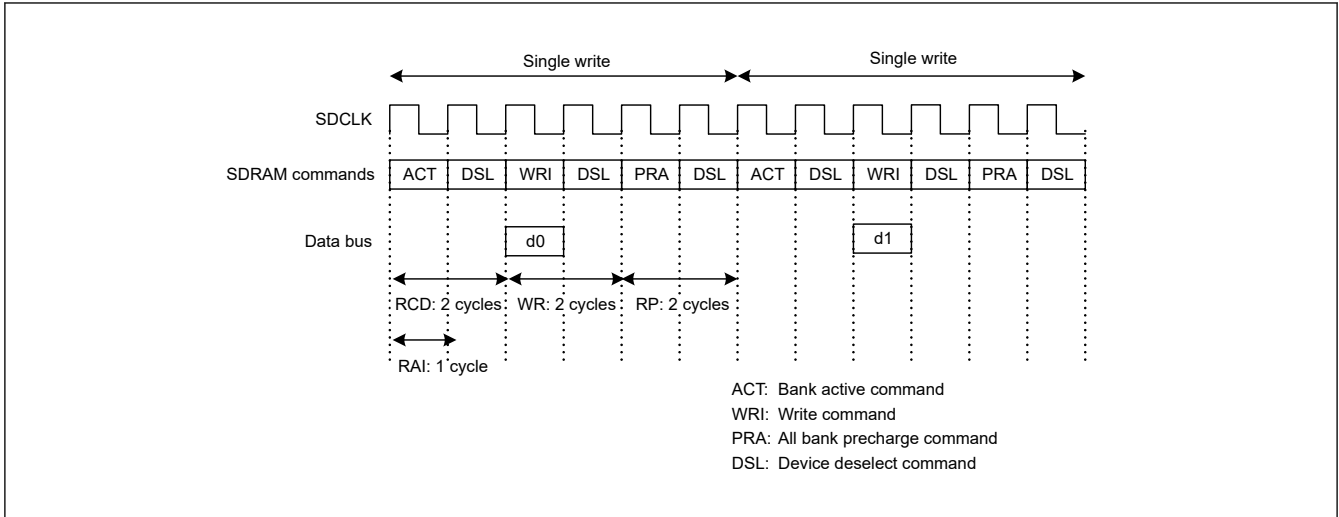 Single write Single write
SDCLK
SDRAM commands ACT DSL WRI DSL PRA DSL ACT DSL WRI DSL PRA DSL
Data bus d0 d1
RCD: 2 cycles WR: 2 cycles RP: 2 cycles
RAI: 1 cycle
ACT: Bank active command
WRI: Write command
PRA: All bank precharge command
DSL: Device deselect command